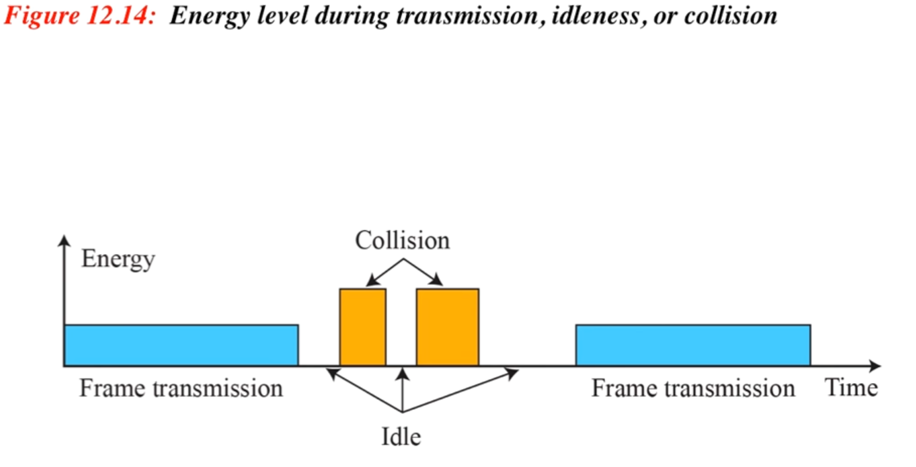 Figure 12.14: Energy level during transmission, idleness, or collision
Collision
Energy
Frame transmission
Frame transmission
Time
Idle